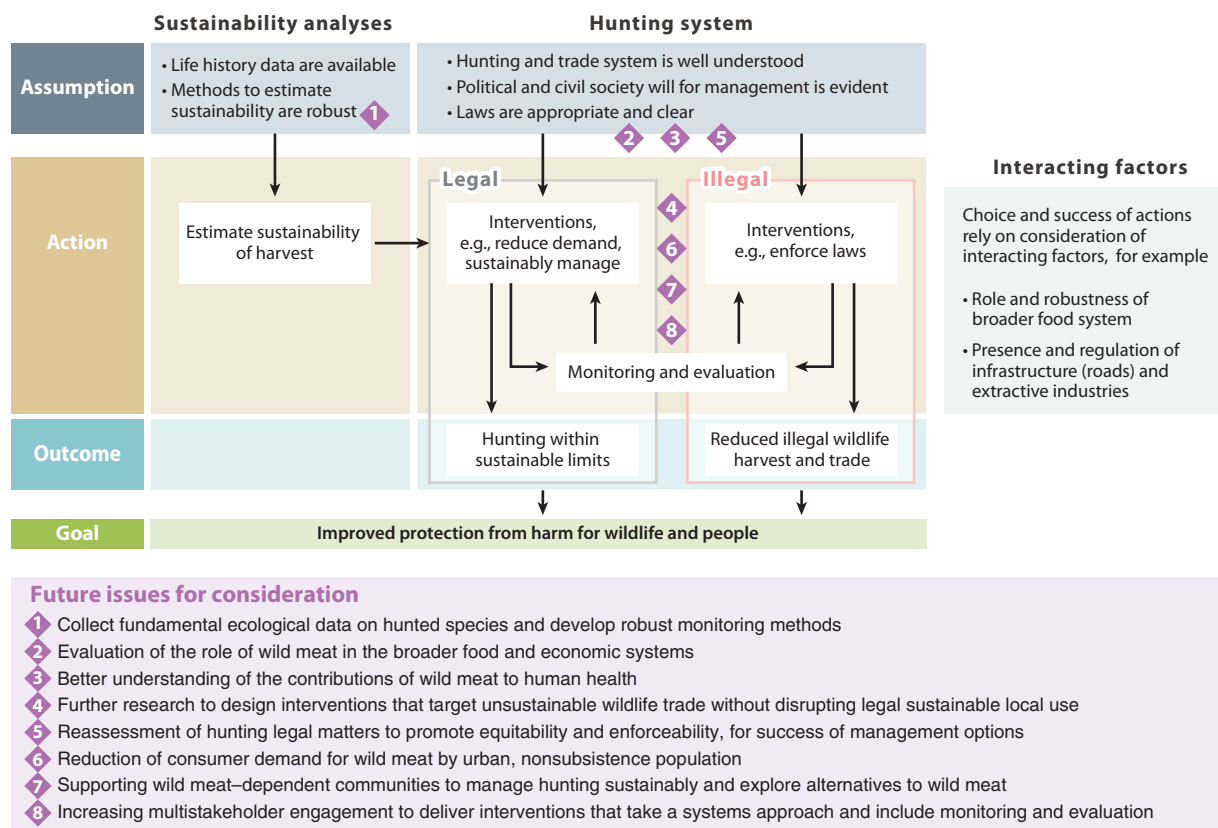 Sustainability analyses
Hunting system
Assumption
• Life history data are available
• Methods to estimate
sustainability are robust
1
• Hunting and trade system is well understood
• Political and civil society will for management is evident
• Laws are appropriate and clear
2
3
5
Action
Estimate sustainability
of harvest
Legal
Interventions,
e.g., reduce demand,
sustainably manage
4
6
7
8
Illegal
Interventions,
e.g., enforce laws
Monitoring and evaluation
Interacting factors
Choice and success of actions
rely on consideration of
interacting factors, for example
• Role and robustness of
broader food system
• Presence and regulation of
infrastructure (roads) and
extractive industries
Outcome
Hunting within
sustainable limits
Reduced illegal wildlife
harvest and trade
Goal
Improved protection from harm for wildlife and people
Future issues for consideration
1 Collect fundamental ecological data on hunted species and develop robust monitoring methods
2 Evaluation of the role of wild meat in the broader food and economic systems
3 Better understanding of the contributions of wild meat to human health
4 Further research to design interventions that target unsustainable wildlife trade without disrupting legal sustainable local use
5 Reassessment of hunting legal matters to promote equitability and enforceability, for success of management options
6 Reduction of consumer demand for wild meat by urban, nonsubsistence population
7 Supporting wild meat–dependent communities to manage hunting sustainably and explore alternatives to wild meat
8 Increasing multistakeholder engagement to deliver interventions that take a systems approach and include monitoring and evaluation